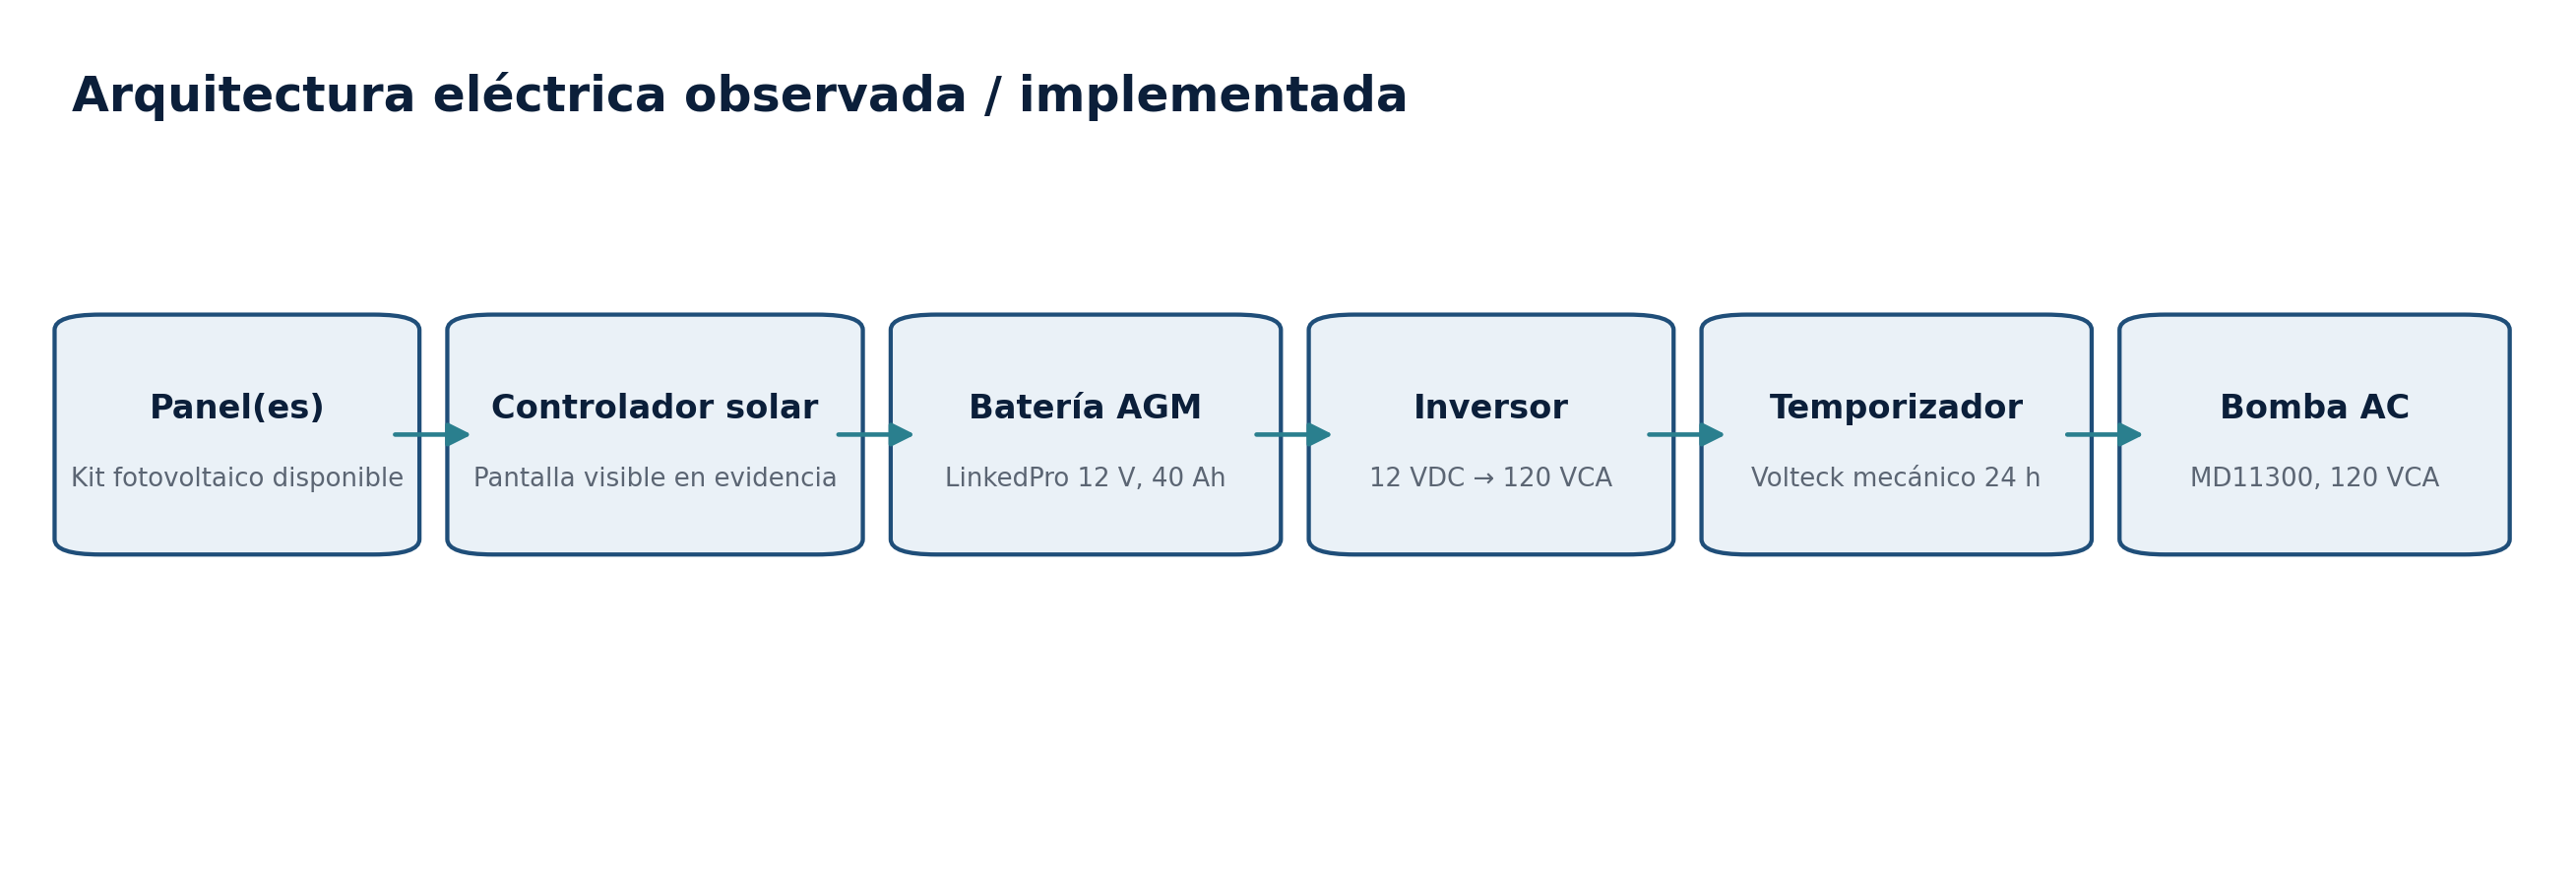 Arquitectura eléctrica observada / implementada
Panel(es)
Kit fotovoltaico disponible
Controlador solar
Pantalla visible en evidencia
Batería AGM
LinkedPro 12 V, 40 Ah
Inversor
12 VDC → 120 VCA
Temporizador
Volteck mecánico 24 h
Bomba AC
MD11300, 120 VCA